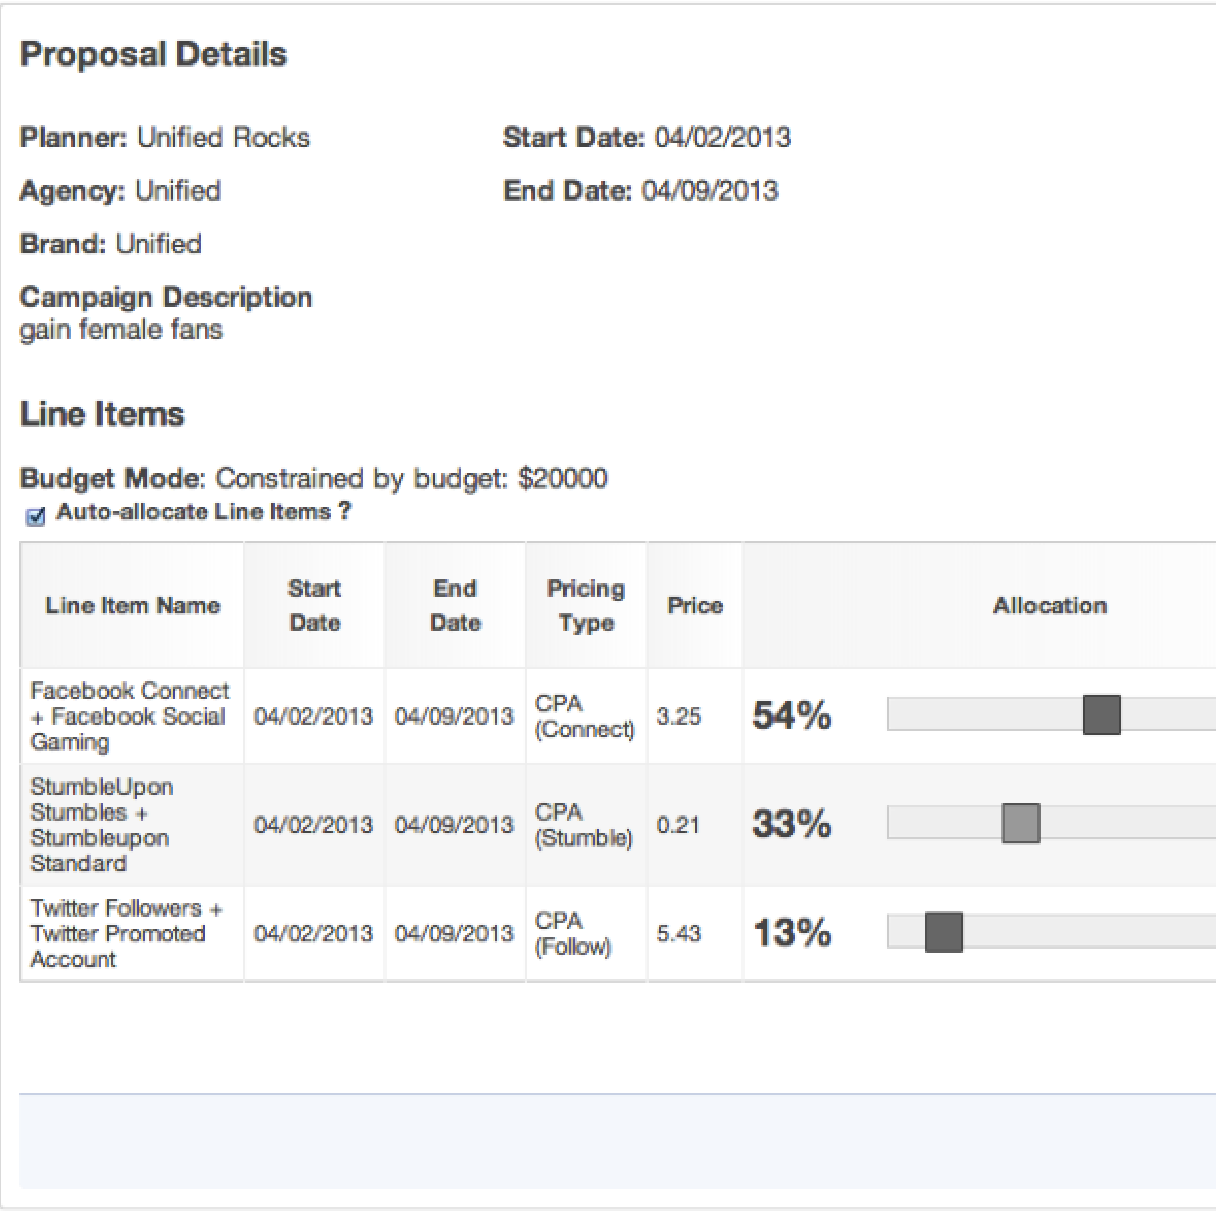 Proposal Details
Planner: Unified Rocks
Start Date: 04/02/2013
Agency: Unified
End Date: 04/09/2013
Brand: Unified
Campaign Description
gain female fans
Line Items
Budget Mode: Constrained by budget: $20000
Auto-allocate Line Items ?
Line Item Name
Start
Date
End
Date
Pricing
Type
Price
Allocation
Facebook Connect
+ Facebook Social
Gaming
04/02/2013
04/09/2013
CPA
(Connect)
3.25
54%
StumbleUpon
Stumbles +
Stumbleupon
Standard
04/02/2013
04/09/2013
CPA
(Stumble)
0.21
33%
Twitter Followers +
Twitter Promoted
Account
04/02/2013
04/09/2013
CPA
(Follow)
5.43
13%